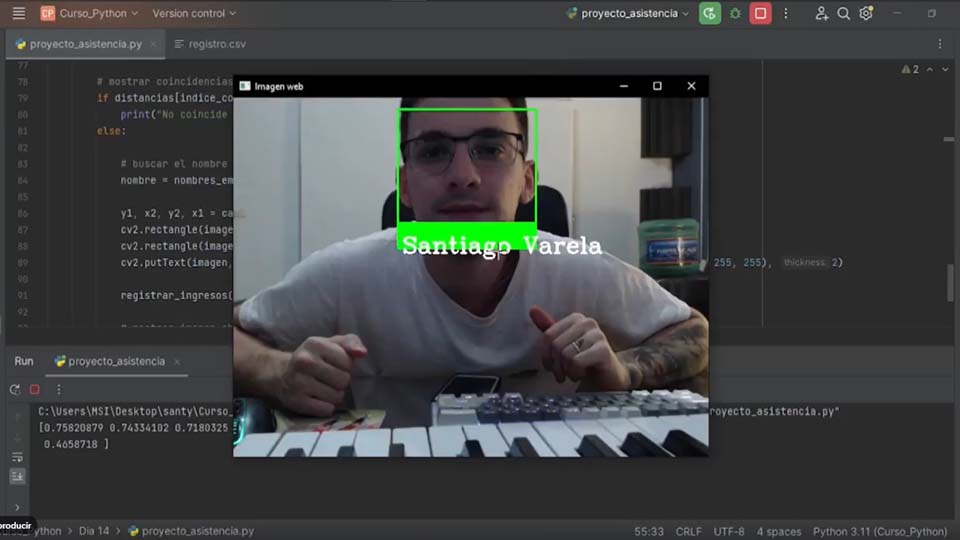 Curso_Python
Version control
proyecto_asistencia
proyecto_asistencia.py
registro.csv
77
78
# mostrar coincidencias
2
79
if distancias[indice_co
80
print("No coincide
81
else:
83
# buscar el nombre
84
nombre = nombres_em
85
86
y1, x2, y2, x1 = ca
87
cv2.rectangle(image
88
cv2.rectangle(image
89
cv2.putText(imagen,
255, 255), thickness: 2)
90
91
registrar_ingresos(
Imagen web
Santiago Varela
Run
proyecto_asistencia
C:\Users\MSI\Desktop\santy\Curso_
royecto_asistencia.py"
[0.75820879 0.74334102 0.7180325
0.4658718 ]
producir
urso_Python
Dia 14
proyecto_asistencia.py
55:33
CRLF
UTF-8
4 spaces
Python 3.11 (Curso_Python)